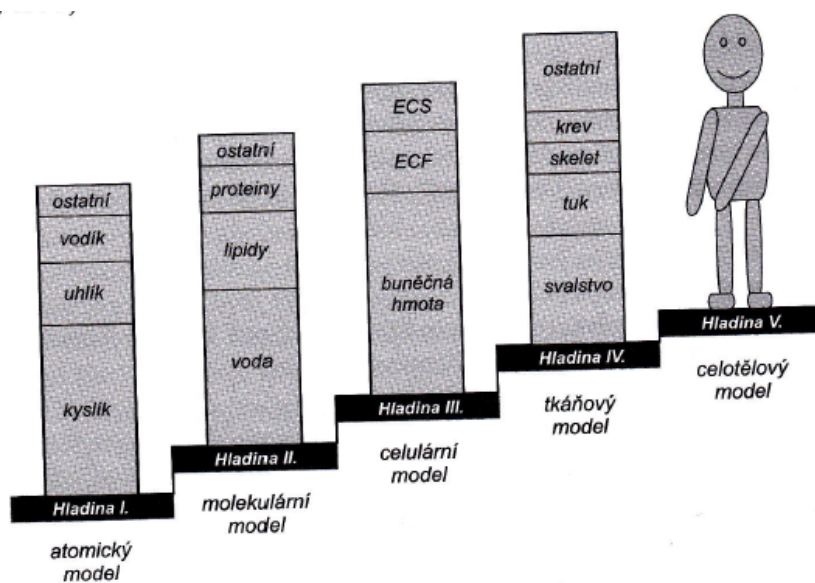 ostatní
vodík
uhlík
kyslík
Hladina I.
atomický
model
ostatní
proteiny
lipidy
voda
Hladina II.
molekulární
model
ECS
ECF
buněčná
hmota
Hladina III.
celulární
model
ostatní
krev
skelet
tuk
svalstvo
Hladina IV.
tkáňový
model
Hladina V.
celotělový
model